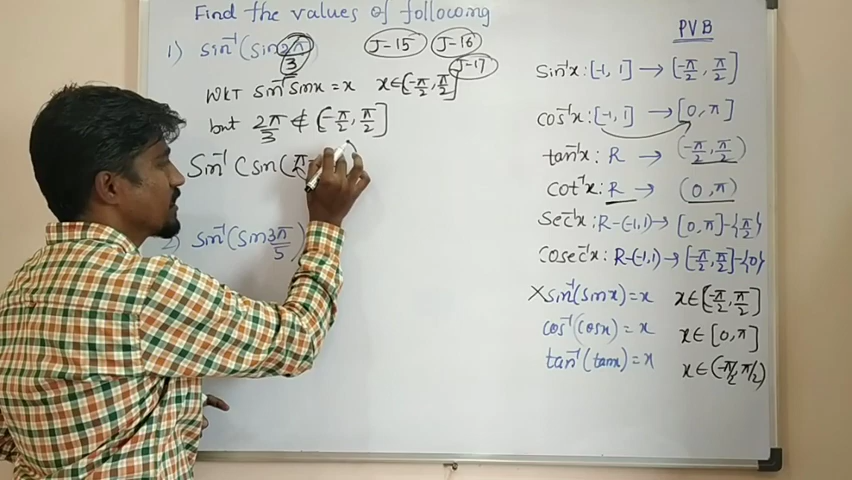 Find the values of following
1) sin⁻¹(sin 2π/3) J-15 J-16
J-17
WKT sin⁻¹ sinx = x x∈[-π/2, π/2]
but 2π/3 ∉ [-π/2, π/2]
Sin⁻¹ (sin(π
2) sin⁻¹(sin 3π/5)
PVB
sin⁻¹x : [-1, 1] → [-π/2, π/2]
cos⁻¹x : [-1, 1] → [0, π]
tan⁻¹x : R → (-π/2, π/2)
cot⁻¹x : R → (0, π)
sec⁻¹x : R-(-1,1) → [0, π]-{π/2}
cosec⁻¹x : R-(-1,1) → [-π/2, π/2]-{0}
X sin⁻¹(sinx) = x x∈[-π/2, π/2]
cos⁻¹(cosx) = x x∈[0, π]
tan⁻¹(tanx) = x x∈(-π/2, π/2)